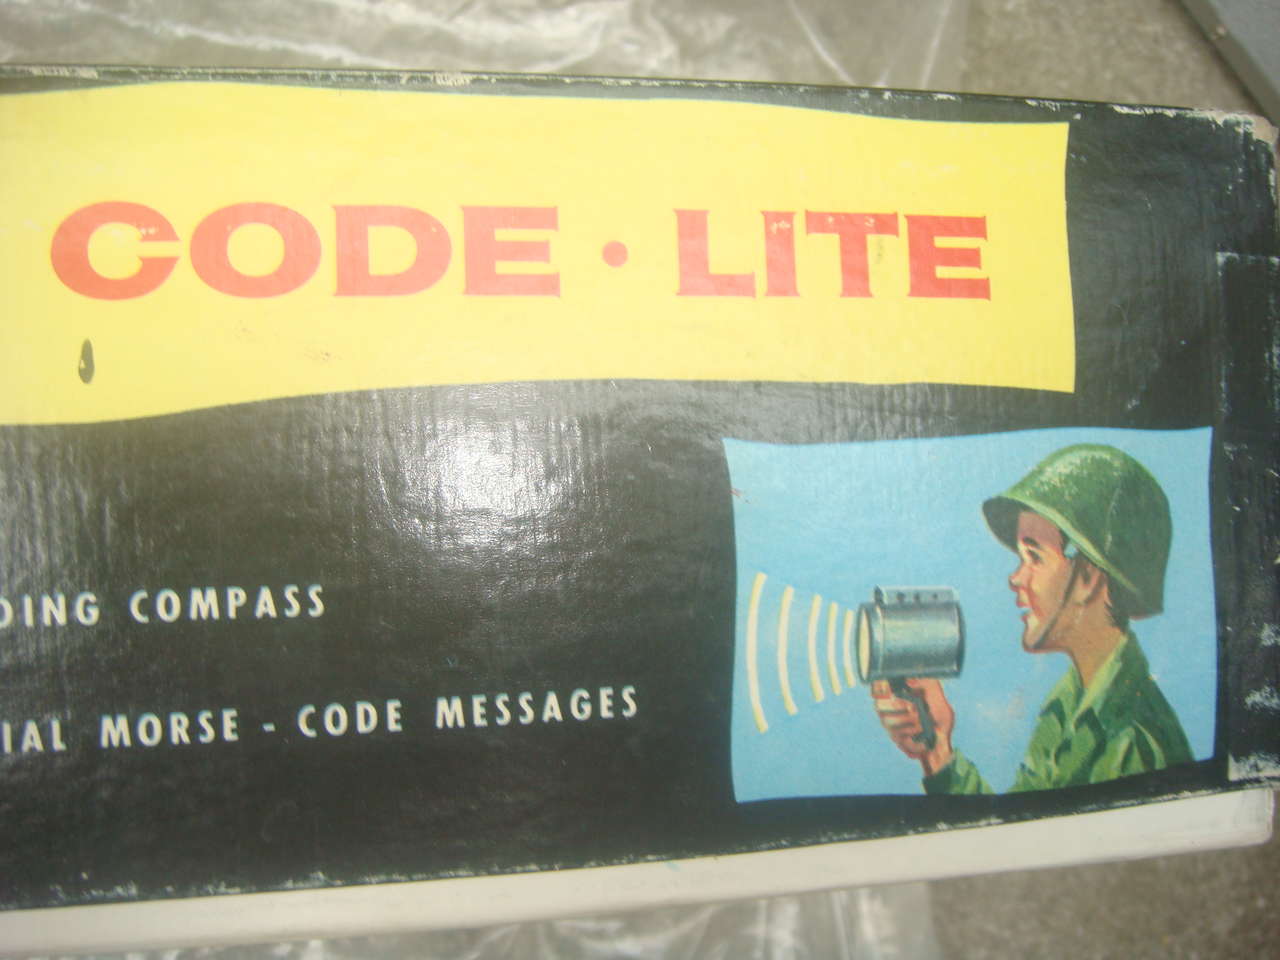 CODE · LITE
DING COMPASS
IAL MORSE - CODE MESSAGES